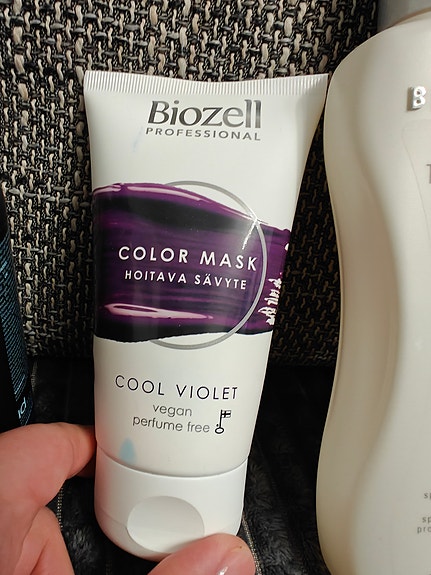 Biozell
PROFESSIONAL
COLOR MASK
HOITAVA SÄVYTE
COOL VIOLET
vegan
perfume free
B